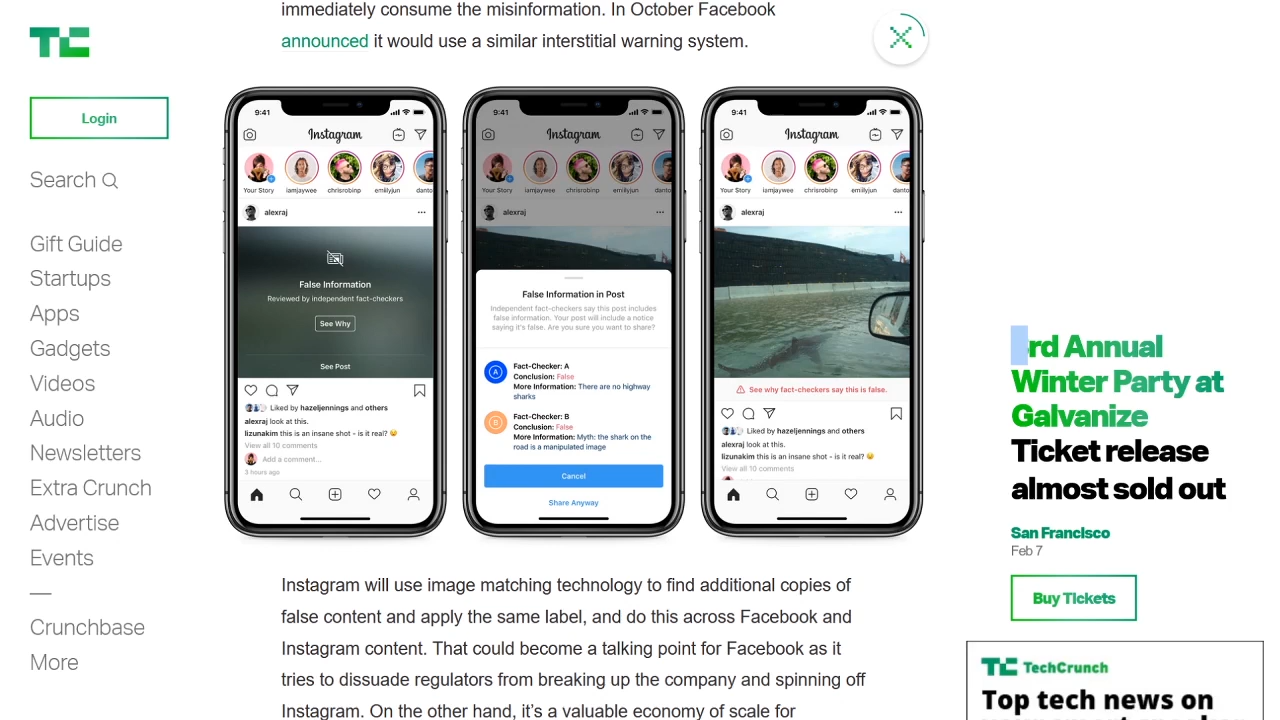 immediately consume the misinformation. In October Facebook
announced it would use a similar interstitial warning system.
TC
Login
Search
Gift Guide
Startups
Apps
Gadgets
Videos
Audio
Newsletters
Extra Crunch
Advertise
Events
—
Crunchbase
More
9:41
Instagram
Your Story iamjaywee chrisrobinp emiilyjun danto
alexraj
False Information
Reviewed by independent fact-checkers
See Why
See Post
Liked by hazeljennings and others
alexraj look at this.
lizunakim this is an insane shot - is it real? 😉
View all 10 comments
Add a comment...
3 hours ago
9:41
Instagram
Your Story iamjaywee chrisrobinp emiilyjun danto
alexraj
False Information in Post
Independent fact-checkers say this post includes
false information. Your post will include a notice
saying it's false. Are you sure you want to share?
A
Fact-Checker: A
Conclusion: False
More Information: There are no highway
sharks
B
Fact-Checker: B
Conclusion: False
More Information: Myth: the shark on the
road is a manipulated image
Cancel
Share Anyway
9:41
Instagram
Your Story iamjaywee chrisrobinp emiilyjun danto
alexraj
See why fact-checkers say this is false.
Liked by hazeljennings and others
alexraj look at this.
lizunakim this is an insane shot - is it real? 😉
View all 10 comments
Instagram will use image matching technology to find additional copies of
false content and apply the same label, and do this across Facebook and
Instagram content. That could become a talking point for Facebook as it
tries to dissuade regulators from breaking up the company and spinning off
Instagram. On the other hand, it's a valuable economy of scale for
3rd Annual
Winter Party at
Galvanize
Ticket release
almost sold out
San Francisco
Feb 7
Buy Tickets
TC TechCrunch
Top tech news on